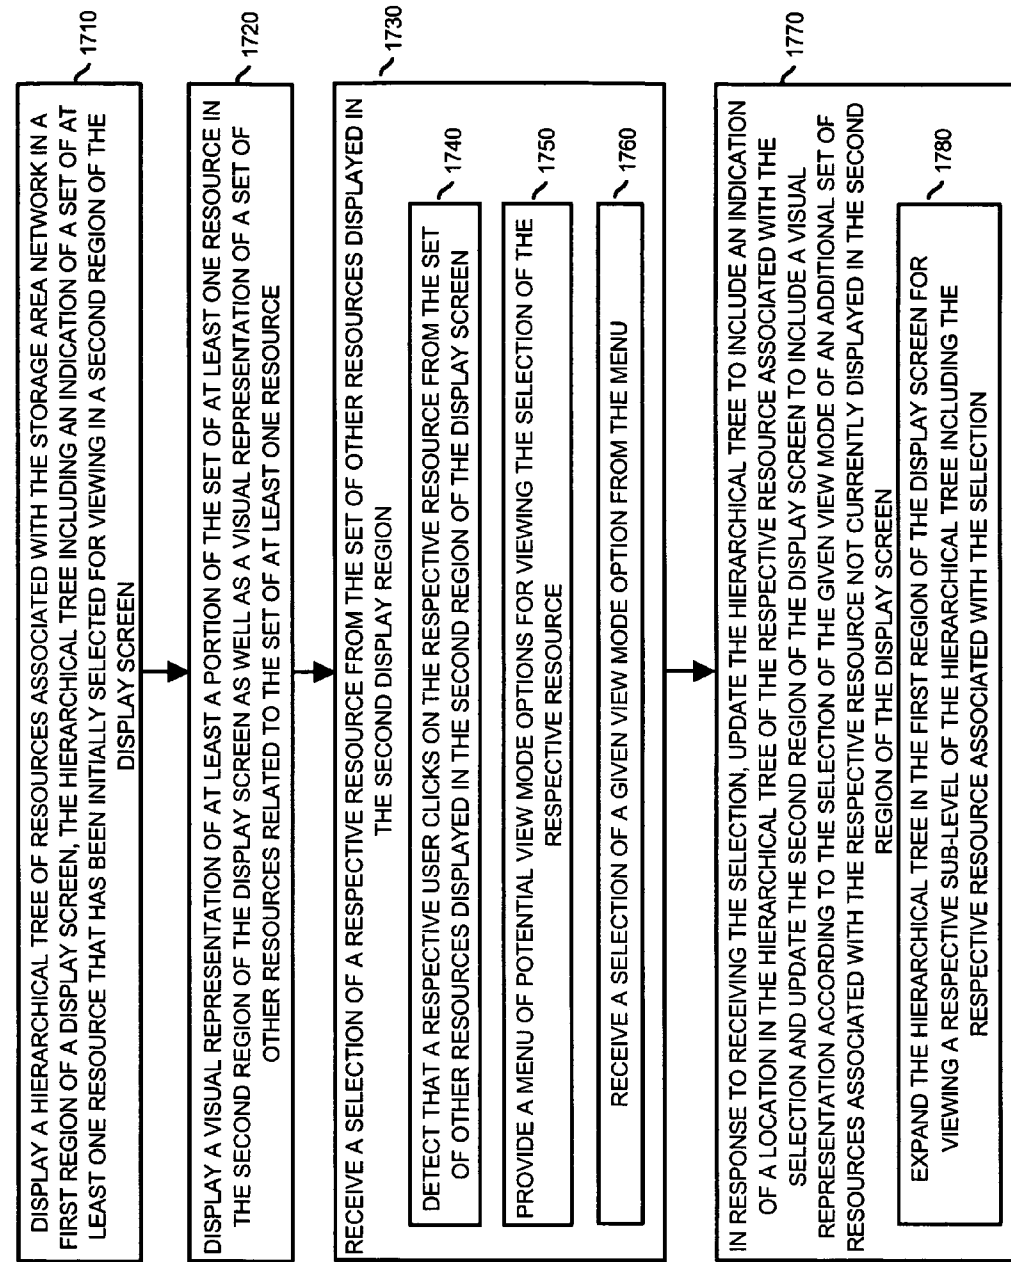 DISPLAY A HIERARCHICAL TREE OF RESOURCES ASSOCIATED WITH THE STORAGE AREA NETWORK IN A
FIRST REGION OF A DISPLAY SCREEN, THE HIERARCHICAL TREE INCLUDING AN INDICATION OF A SET OF AT
LEAST ONE RESOURCE THAT HAS BEEN INITIALLY SELECTED FOR VIEWING IN A SECOND REGION OF THE
DISPLAY SCREEN
1710
DISPLAY A VISUAL REPRESENTATION OF AT LEAST A PORTION OF THE SET OF AT LEAST ONE RESOURCE IN
THE SECOND REGION OF THE DISPLAY SCREEN AS WELL AS A VISUAL REPRESENTATION OF A SET OF
OTHER RESOURCES RELATED TO THE SET OF AT LEAST ONE RESOURCE
1720
RECEIVE A SELECTION OF A RESPECTIVE RESOURCE FROM THE SET OF OTHER RESOURCES DISPLAYED IN
THE SECOND DISPLAY REGION
1730
DETECT THAT A RESPECTIVE USER CLICKS ON THE RESPECTIVE RESOURCE FROM THE SET
OF OTHER RESOURCES DISPLAYED IN THE SECOND REGION OF THE DISPLAY SCREEN
1740
PROVIDE A MENU OF POTENTIAL VIEW MODE OPTIONS FOR VIEWING THE SELECTION OF THE
RESPECTIVE RESOURCE
1750
RECEIVE A SELECTION OF A GIVEN VIEW MODE OPTION FROM THE MENU
1760
IN RESPONSE TO RECEIVING THE SELECTION, UPDATE THE HIERARCHICAL TREE TO INCLUDE AN INDICATION
OF A LOCATION IN THE HIERARCHICAL TREE OF THE RESPECTIVE RESOURCE ASSOCIATED WITH THE
SELECTION AND UPDATE THE SECOND REGION OF THE DISPLAY SCREEN TO INCLUDE A VISUAL
REPRESENTATION ACCORDING TO THE SELECTION OF THE GIVEN VIEW MODE OF AN ADDITIONAL SET OF
RESOURCES ASSOCIATED WITH THE RESPECTIVE RESOURCE NOT CURRENTLY DISPLAYED IN THE SECOND
REGION OF THE DISPLAY SCREEN
1770
EXPAND THE HIERARCHICAL TREE IN THE FIRST REGION OF THE DISPLAY SCREEN FOR
VIEWING A RESPECTIVE SUB-LEVEL OF THE HIERARCHICAL TREE INCLUDING THE
RESPECTIVE RESOURCE ASSOCIATED WITH THE SELECTION
1780